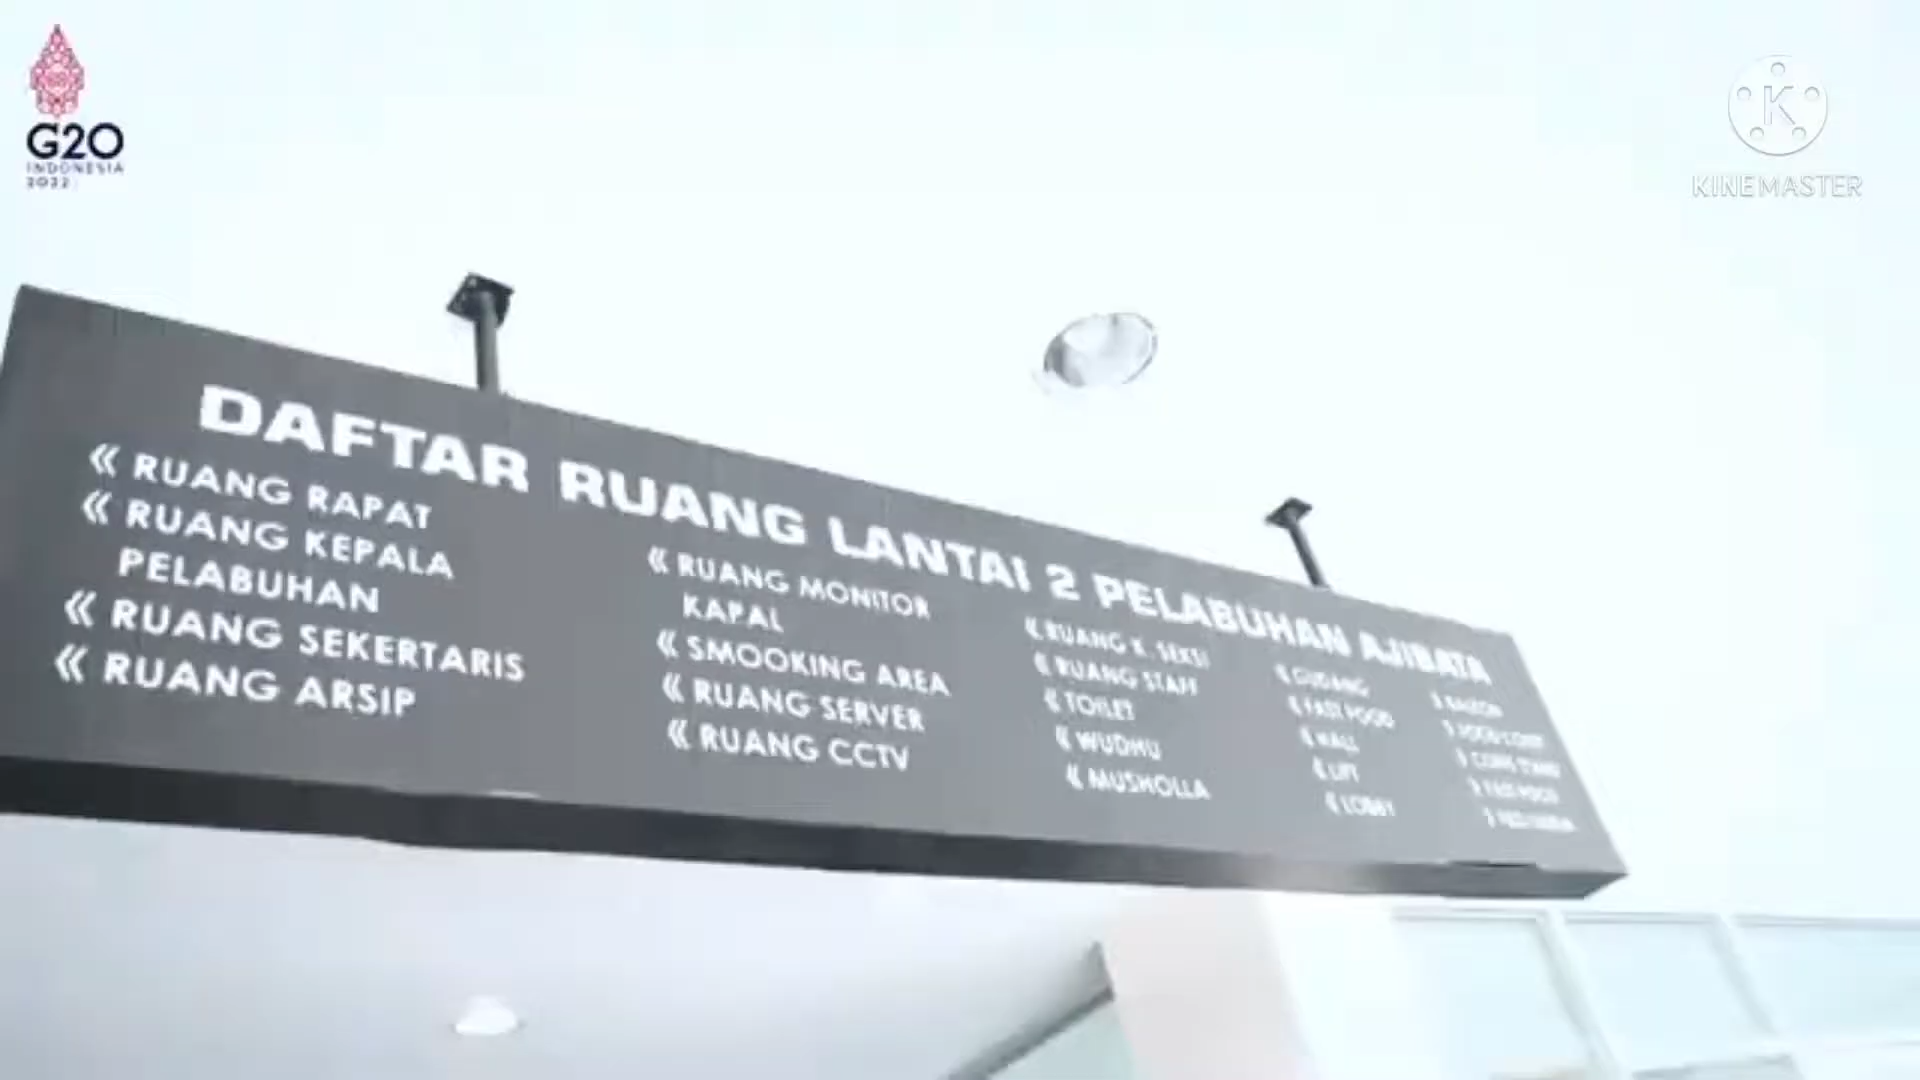 G20
INDONESIA
2022
KINEMASTER
DAFTAR RUANG LANTAI 2 PELABUHAN AJIBATA
« RUANG RAPAT
« RUANG KEPALA
PELABUHAN
« RUANG SEKERTARIS
« RUANG ARSIP
« RUANG MONITOR
KAPAL
« SMOOKING AREA
« RUANG SERVER
« RUANG CCTV
« RUANG K. SEKSI
« RUANG STAFF
« TOILET
« WUDHU
« MUSHOLLA
« GUDANG
« FAST FOOD
« HALL
« LIFT
« LOBBY